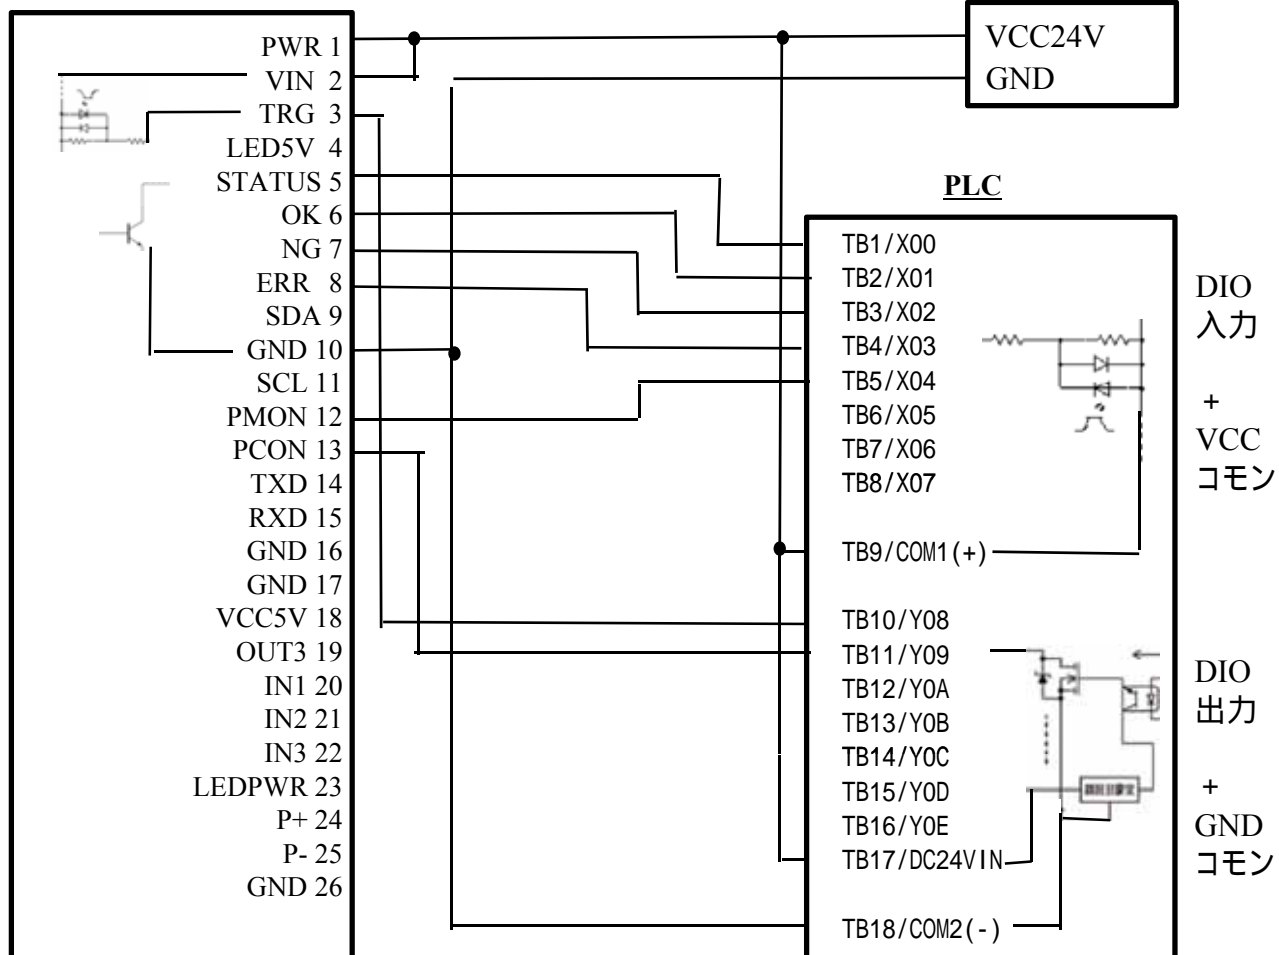 PWR 1
VIN 2
TRG 3
LED5V 4
STATUS 5
OK 6
NG 7
ERR 8
SDA 9
GND 10
SCL 11
PMON 12
PCON 13
TXD 14
RXD 15
GND 16
GND 17
VCC5V 18
OUT3 19
IN1 20
IN2 21
IN3 22
LEDPWR 23
P+ 24
P- 25
GND 26
VCC24V
GND
PLC
TB1/X00
TB2/X01
TB3/X02
TB4/X03
TB5/X04
TB6/X05
TB7/X06
TB8/X07
TB9/COM1(+)
TB10/Y08
TB11/Y09
TB12/Y0A
TB13/Y0B
TB14/Y0C
TB15/Y0D
TB16/Y0E
TB17/DC24VIN
TB18/COM2(-)
DIO
入力
+
VCC
コモン
DIO
出力
+
GND
コモン